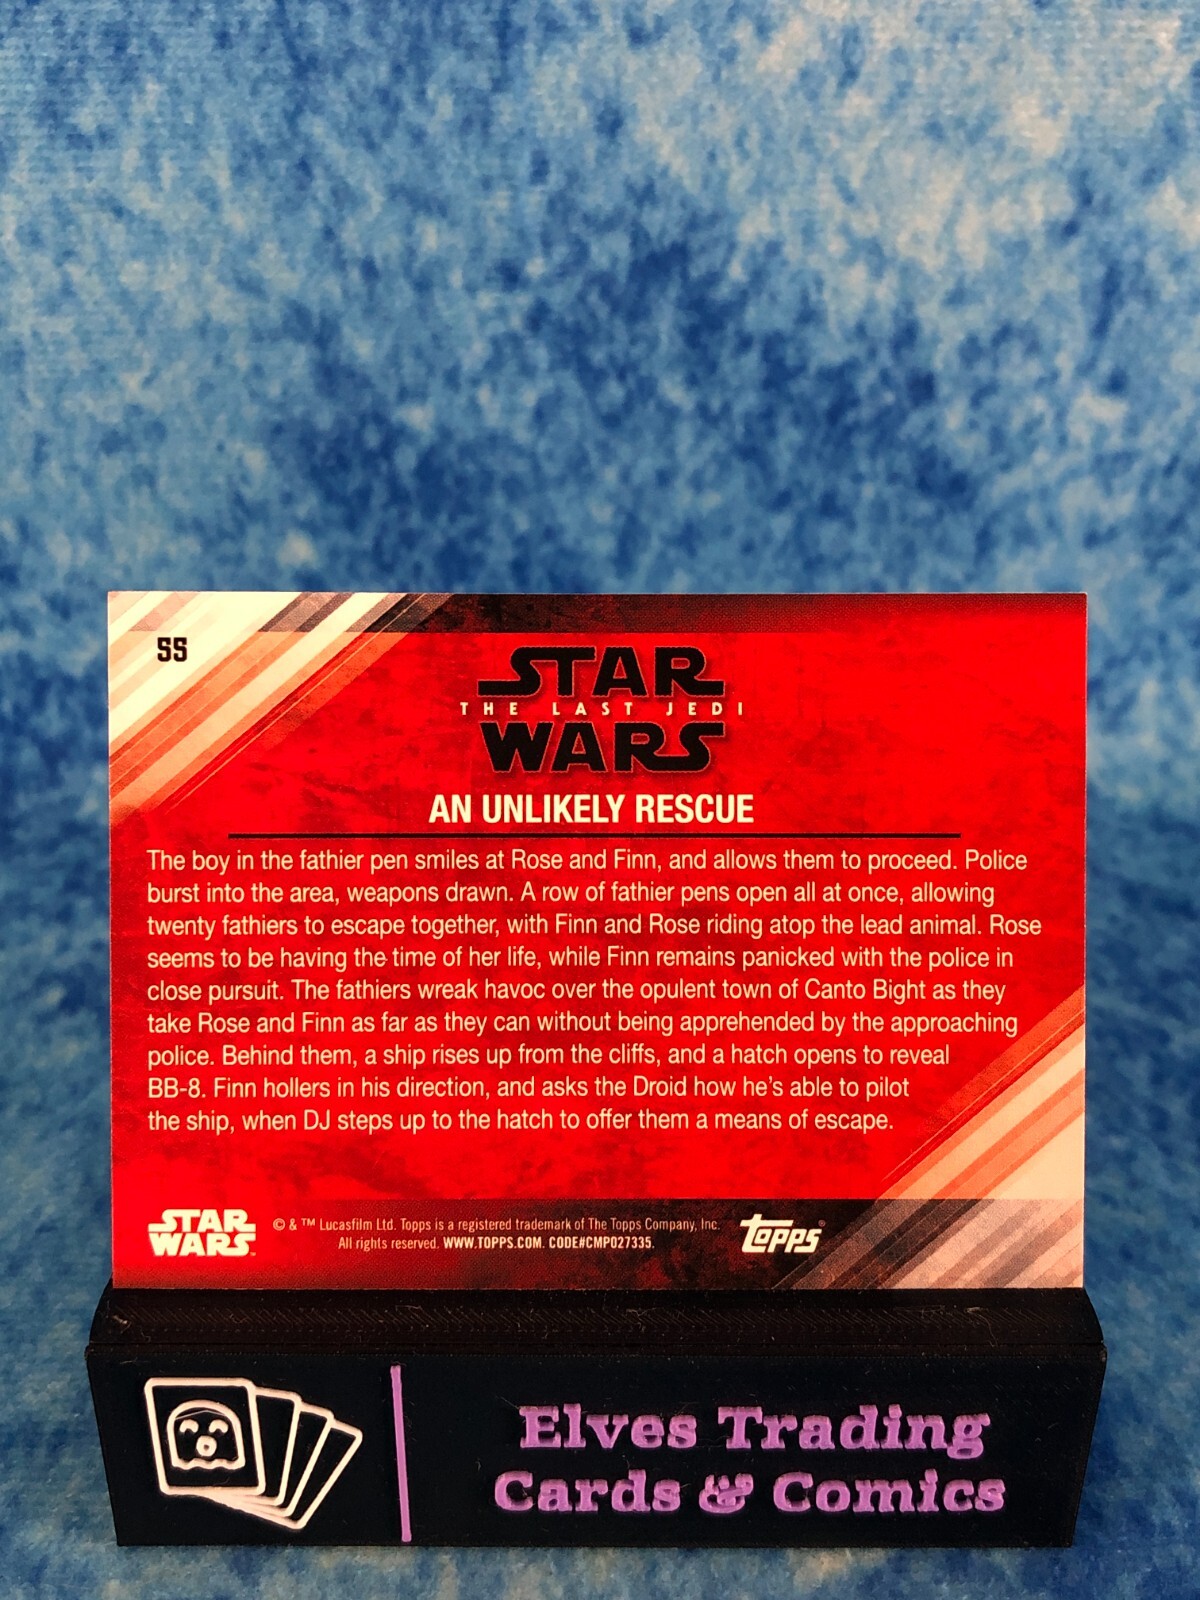 55
STAR
THE LAST JEDI
WARS
AN UNLIKELY RESCUE
The boy in the fathier pen smiles at Rose and Finn, and allows them to proceed. Police
burst into the area, weapons drawn. A row of fathier pens open all at once, allowing
twenty fathiers to escape together, with Finn and Rose riding atop the lead animal. Rose
seems to be having the time of her life, while Finn remains panicked with the police in
close pursuit. The fathiers wreak havoc over the opulent town of Canto Bight as they
take Rose and Finn as far as they can without being apprehended by the approaching
police. Behind them, a ship rises up from the cliffs, and a hatch opens to reveal
BB-8. Finn hollers in his direction, and asks the Droid how he's able to pilot
the ship, when DJ steps up to the hatch to offer them a means of escape.
STAR
WARS™
© & ™ Lucasfilm Ltd. Topps is a registered trademark of The Topps Company, Inc.
All rights reserved. WWW.TOPPS.COM. CODE#CMP027335.
Topps®
Elves Trading
Cards & Comics